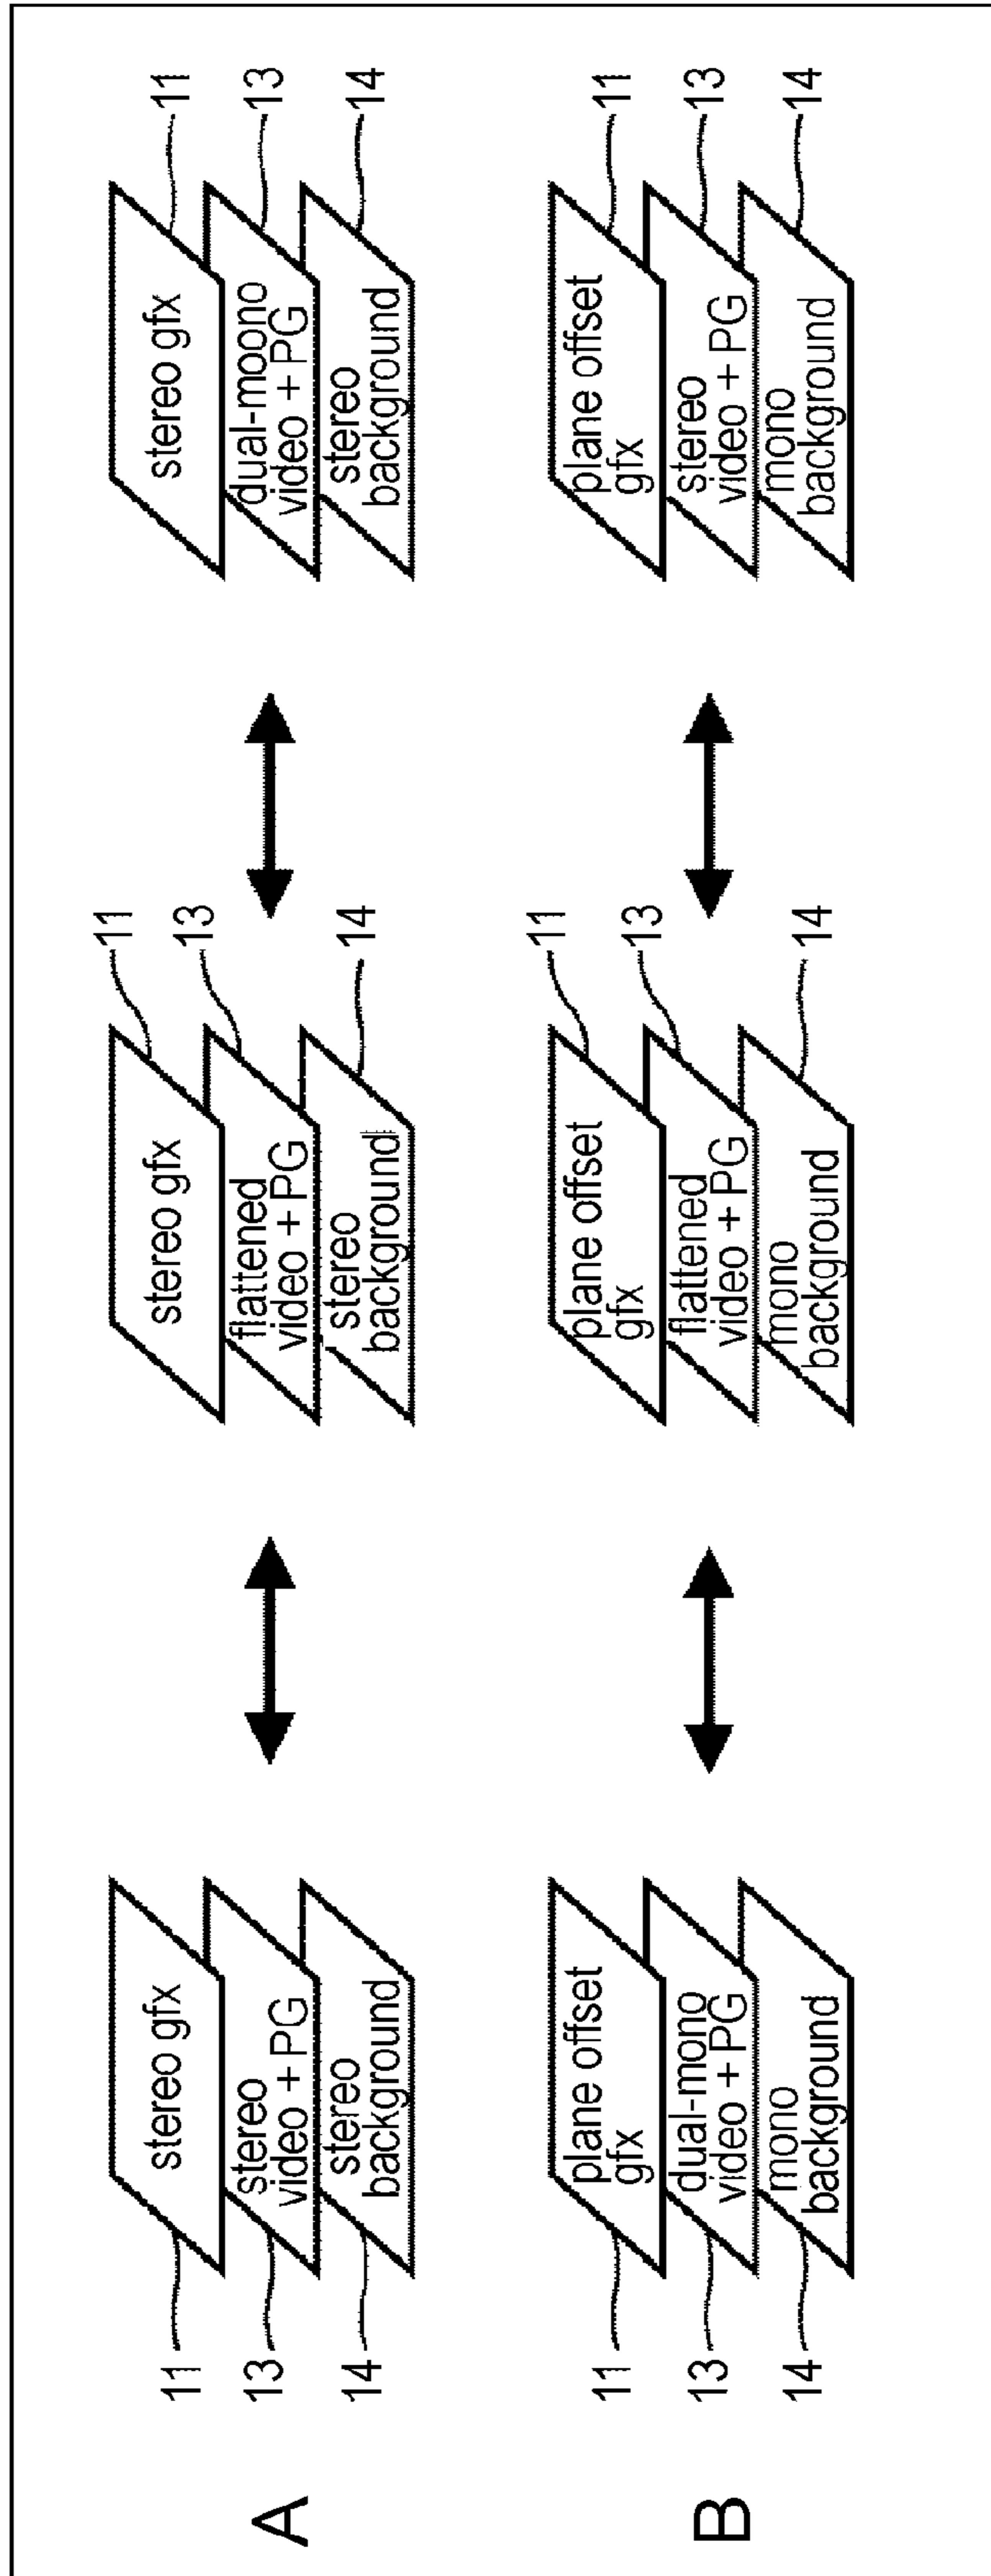 A
11
stereo gfx
13
stereo
video + PG
14
stereo
background
stereo gfx
11
flattened
video + PG
13
stereo
background
14
stereo gfx
11
dual-moono
video + PG
13
stereo
background
14
B
11
plane offset
gfx
13
dual-mono
video + PG
14
mono
background
plane offset
gfx
11
flattened
video + PG
13
mono
background
14
plane offset
gfx
11
stereo
video + PG
13
mono
background
14